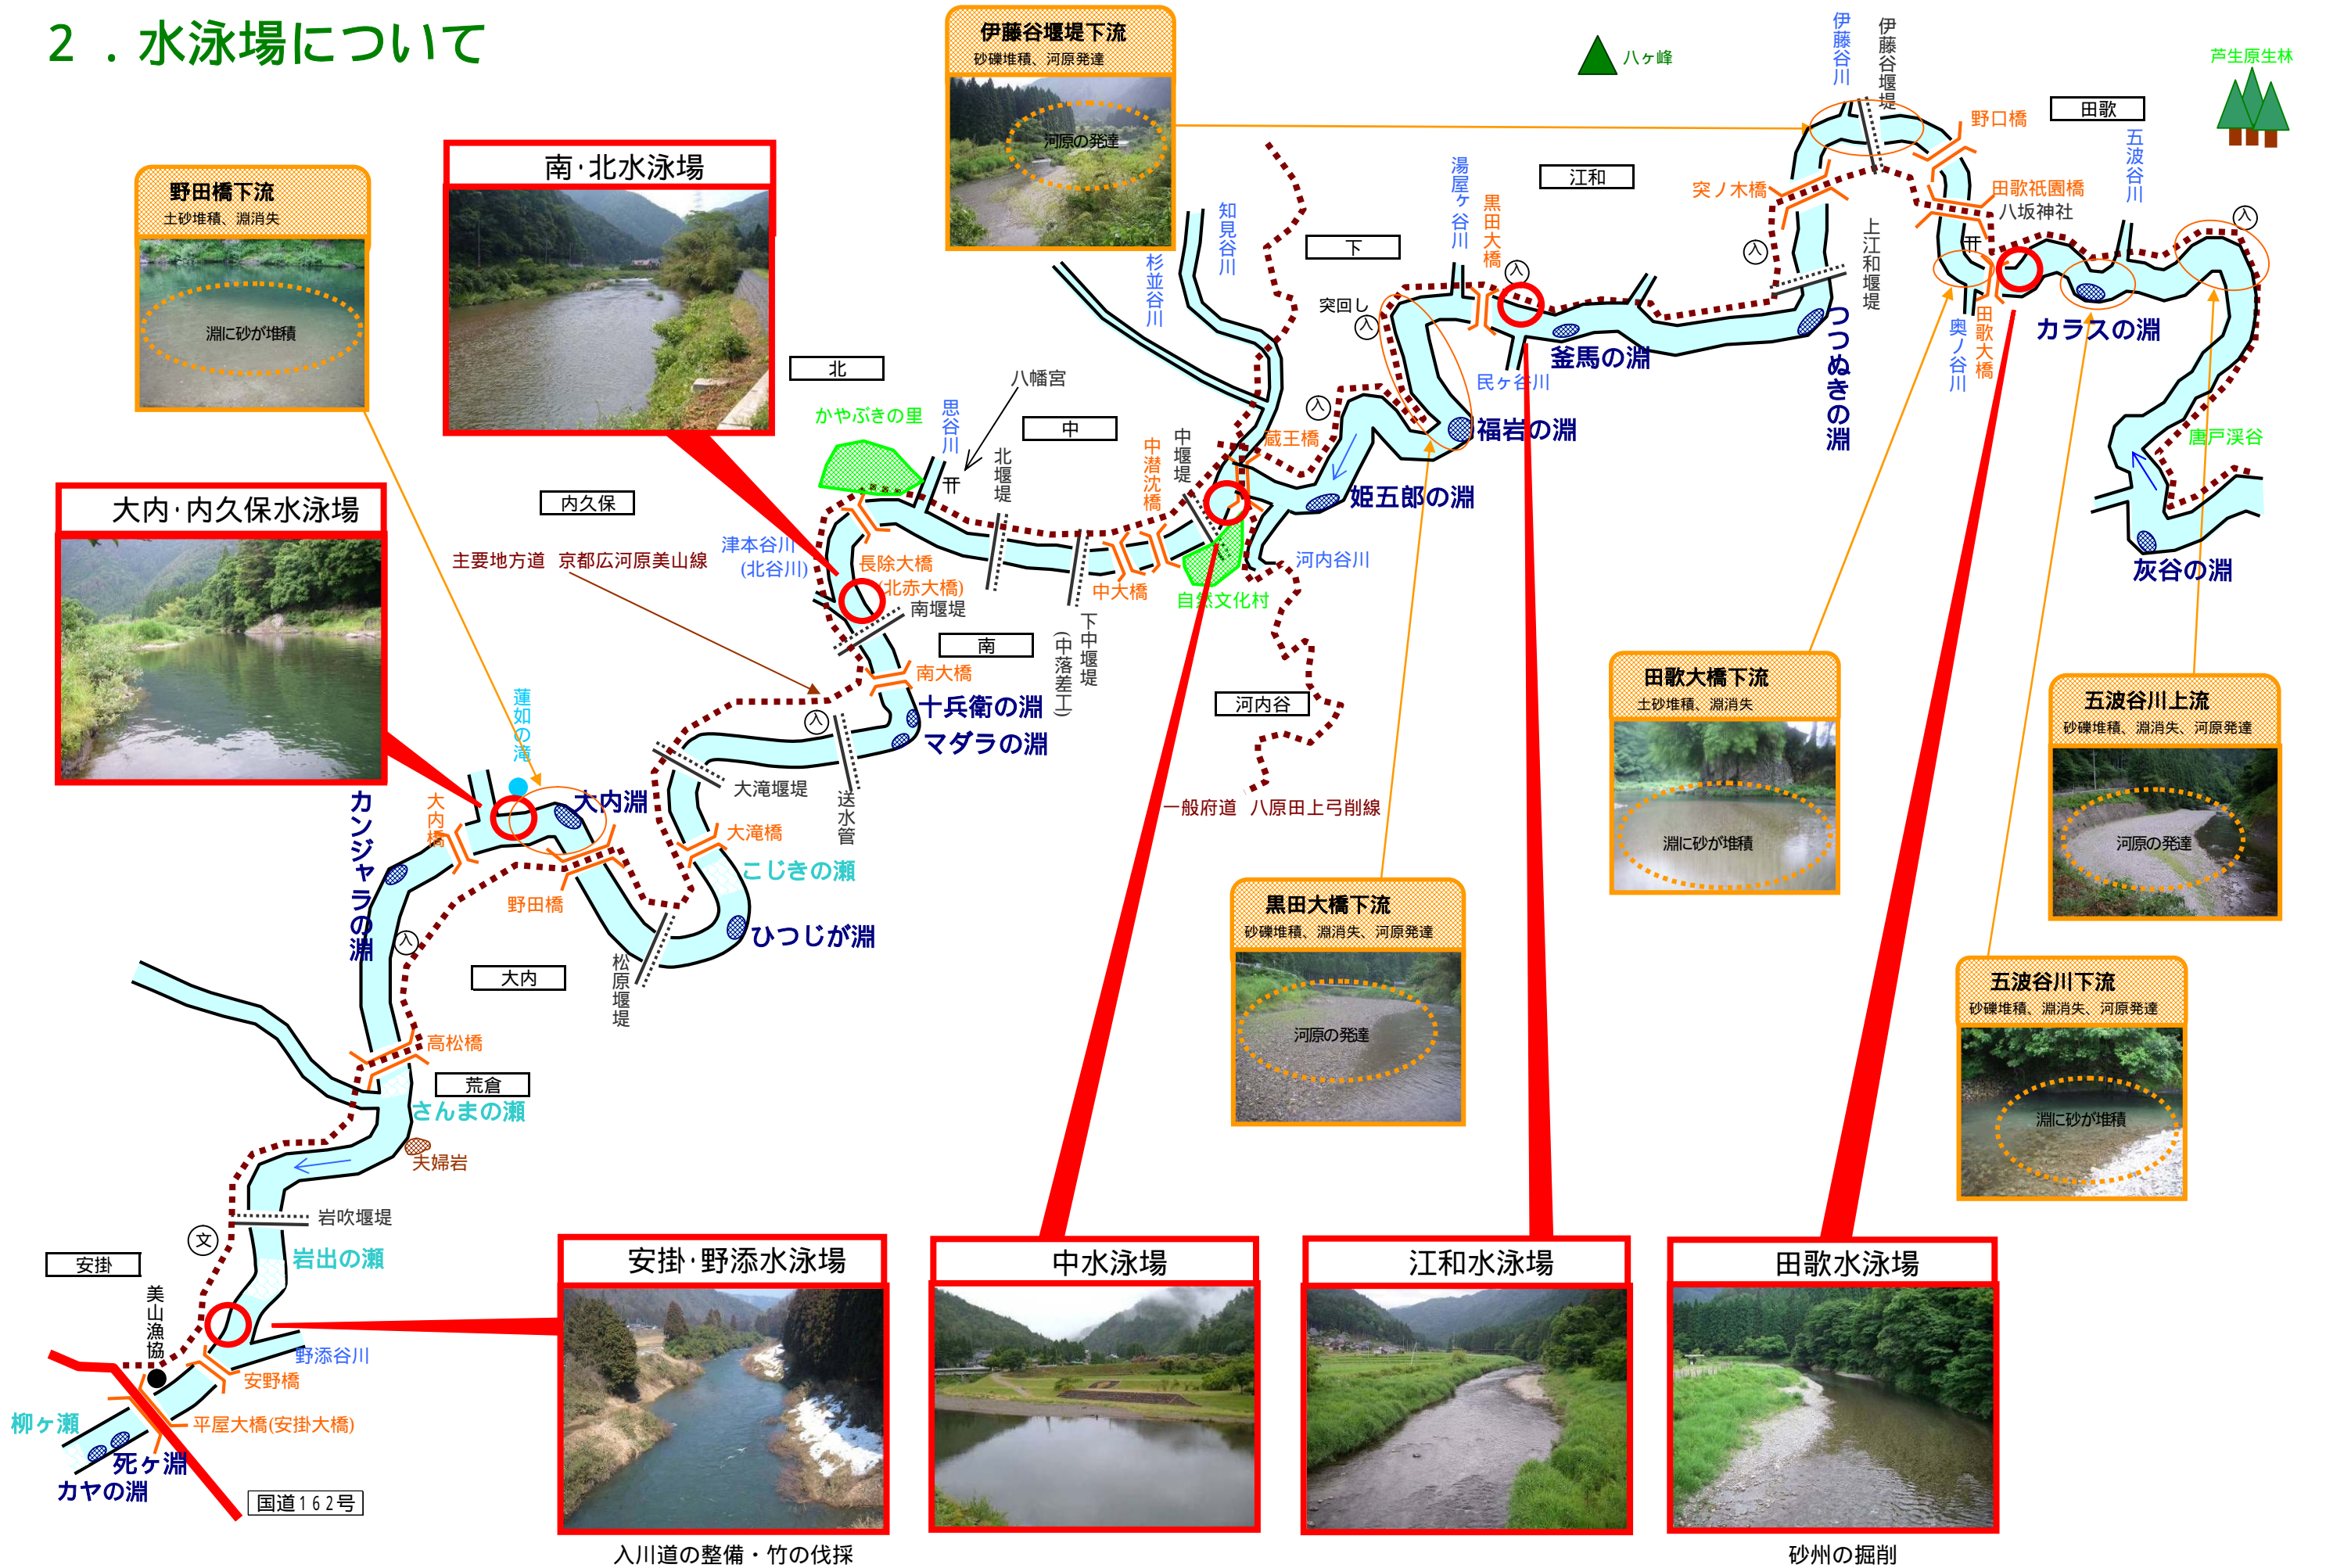 ２．水泳場について
伊藤谷堰堤下流
砂礫堆積、河原発達
河原の発達
八ヶ峰
伊藤谷川
伊藤谷堰堤
野口橋
田歌
芦生原生林
南・北水泳場
野田橋下流
土砂堆積、淵消失
淵に砂が堆積
湯屋ヶ谷川
黒田大橋
江和
突ノ木橋
田歌祇園橋
八坂神社
五波谷川
入
知見谷川
杉並谷川
下
突回し
入
入
入
上江和堰堤
奥ノ谷川
田歌大橋
カラスの淵
つつぬきの淵
釜馬の淵
民ヶ谷川
福岩の淵
北
八幡宮
かやぶきの里
思谷川
中
北堰堤
中潜沈橋
中堰堤
蔵王橋
入
唐戸渓谷
姫五郎の淵
灰谷の淵
大内・内久保水泳場
内久保
主要地方道 京都広河原美山線
津本谷川
(北谷川)
長除大橋
(北赤大橋)
南堰堤
中大橋
自然文化村
河内谷川
下中堰堤
(中落差工)
南
南大橋
十兵衛の淵
マダラの淵
河内谷
一般府道 八原田上弓削線
田歌大橋下流
土砂堆積、淵消失
淵に砂が堆積
五波谷川上流
砂礫堆積、淵消失、河原発達
河原の発達
蓮如の滝
入
大滝堰堤
送水管
大内淵
大内橋
カンジャラの淵
大滝橋
こじきの瀬
野田橋
ひつじが淵
入
大内
松原堰堤
黒田大橋下流
砂礫堆積、淵消失、河原発達
河原の発達
五波谷川下流
砂礫堆積、淵消失、河原発達
淵に砂が堆積
高松橋
荒倉
さんまの瀬
夫婦岩
岩吹堰堤
文
岩出の瀬
安掛
美山漁協
野添谷川
安野橋
平屋大橋(安掛大橋)
柳ヶ瀬
死ヶ淵
カヤの淵
国道162号
安掛・野添水泳場
入川道の整備・竹の伐採
中水泳場
江和水泳場
田歌水泳場
砂州の掘削